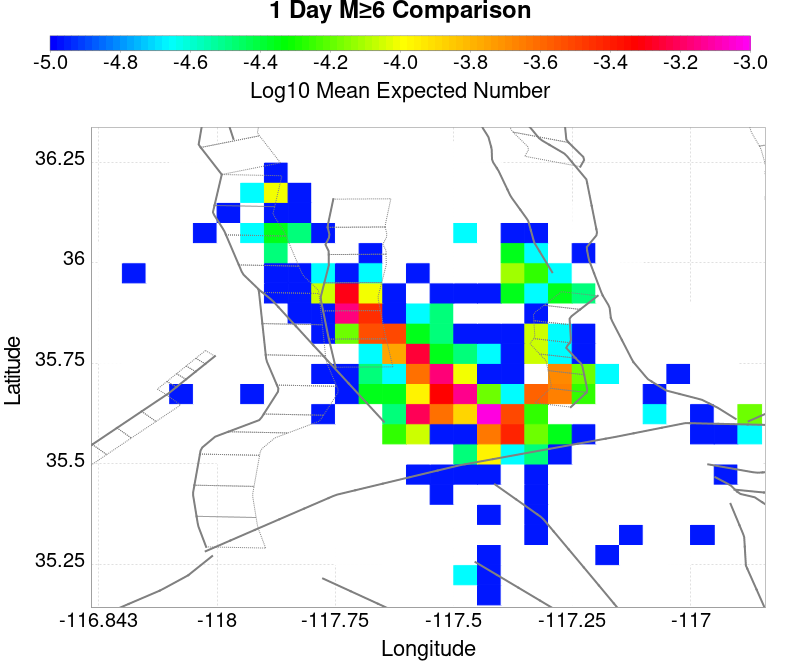 1 Day M≥6 Comparison
-5.0 -4.8 -4.6 -4.4 -4.2 -4.0 -3.8 -3.6 -3.4 -3.2 -3.0
Log10 Mean Expected Number
36.25
36
35.75
35.5
35.25
Latitude
-116.843 -118 -117.75 -117.5 -117.25 -117
Longitude